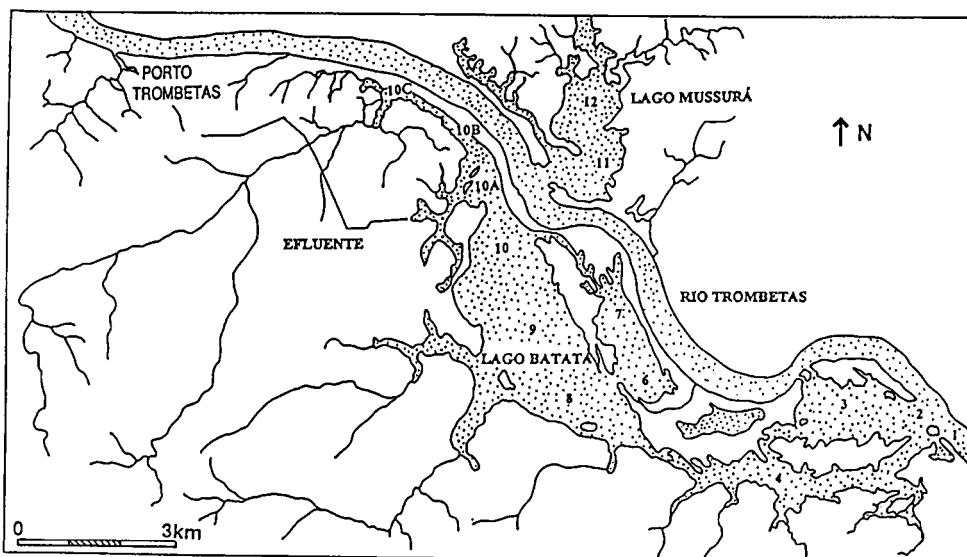 PORTO
TROMBETAS
10C
10B
10A
12
LAGO MUSSURÁ
11
N
EFLUENTE
10
RIO TROMBETAS
7
9
LAGO BATATA
6
8
3
2
1
4
0 3km